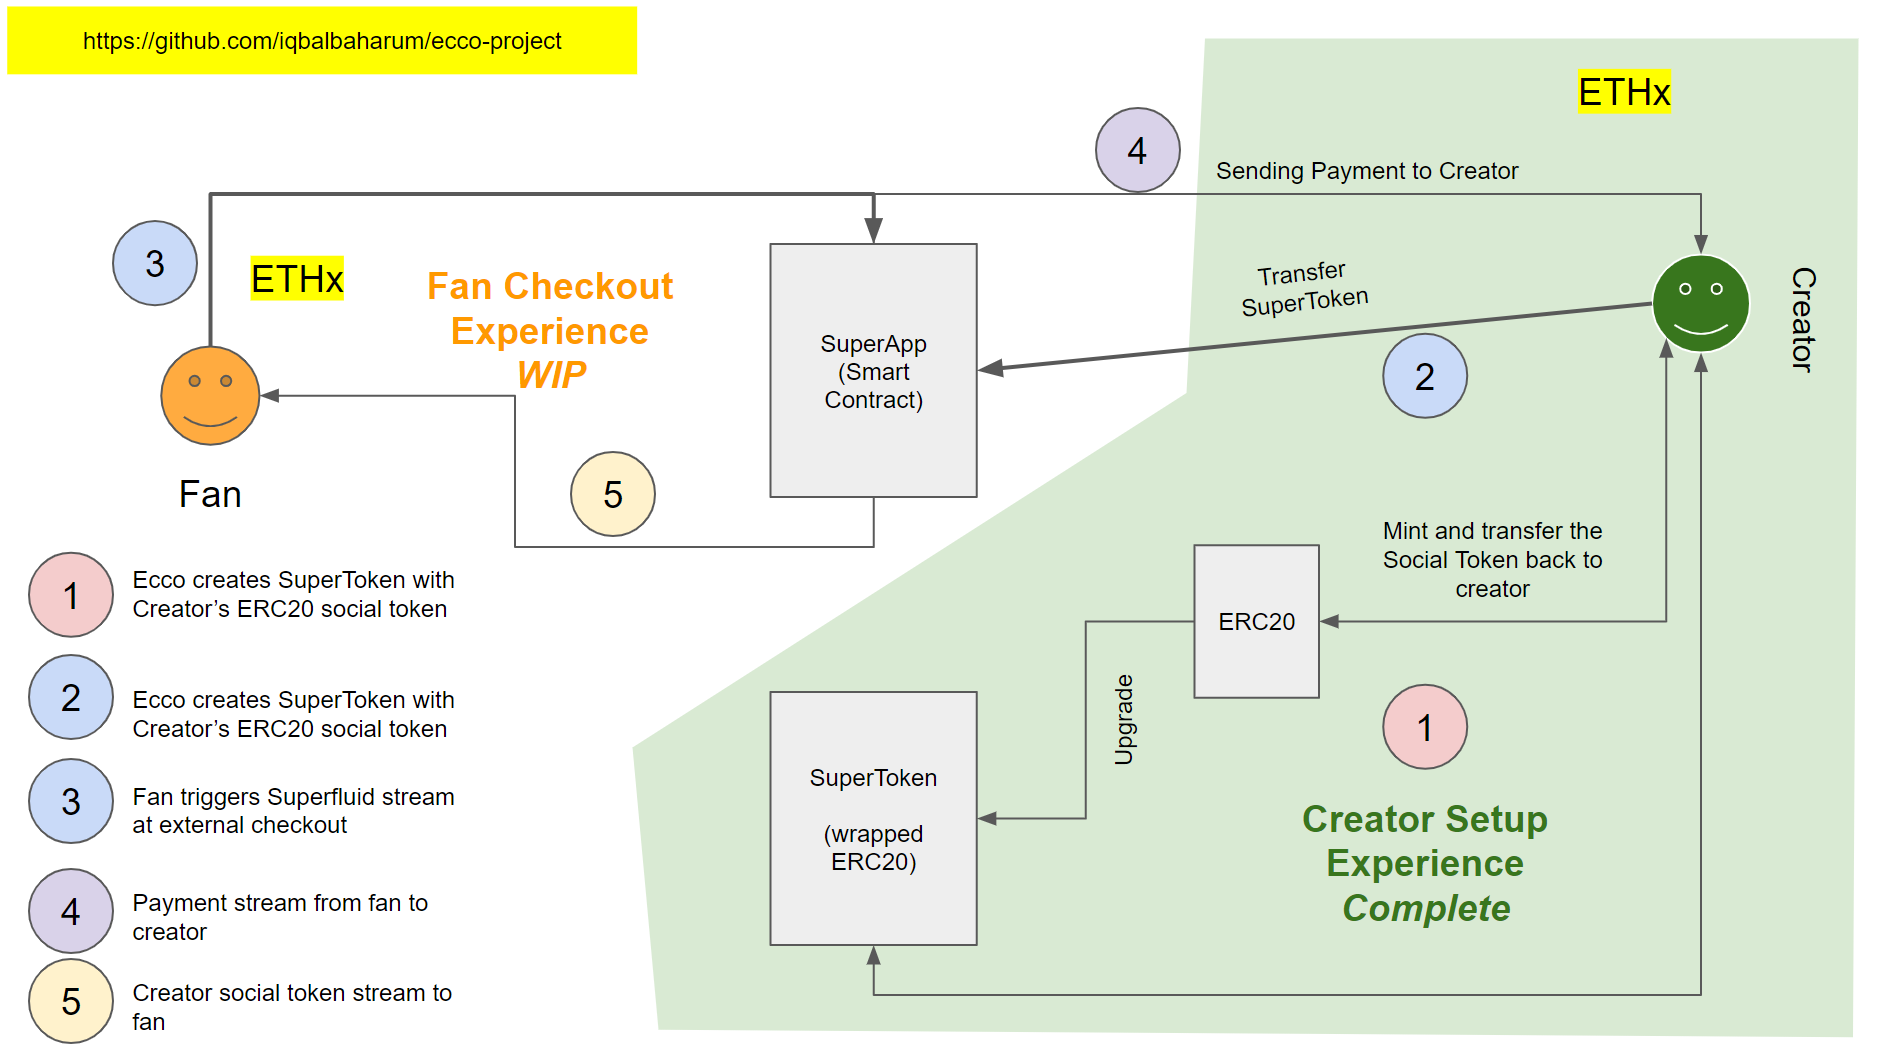 https://github.com/iqbalbaharum/ecco-project
ETHx
4
Sending Payment to Creator
3
ETHx
Fan Checkout
Experience
WIP
Transfer
SuperToken
Creator
SuperApp
(Smart
Contract)
2
Fan
5
Mint and transfer the
Social Token back to
creator
ERC20
Upgrade
1
SuperToken
(wrapped
ERC20)
Creator Setup
Experience
Complete
1
Ecco creates SuperToken with
Creator’s ERC20 social token
2
Ecco creates SuperToken with
Creator’s ERC20 social token
3
Fan triggers Superfluid stream
at external checkout
4
Payment stream from fan to
creator
5
Creator social token stream to
fan